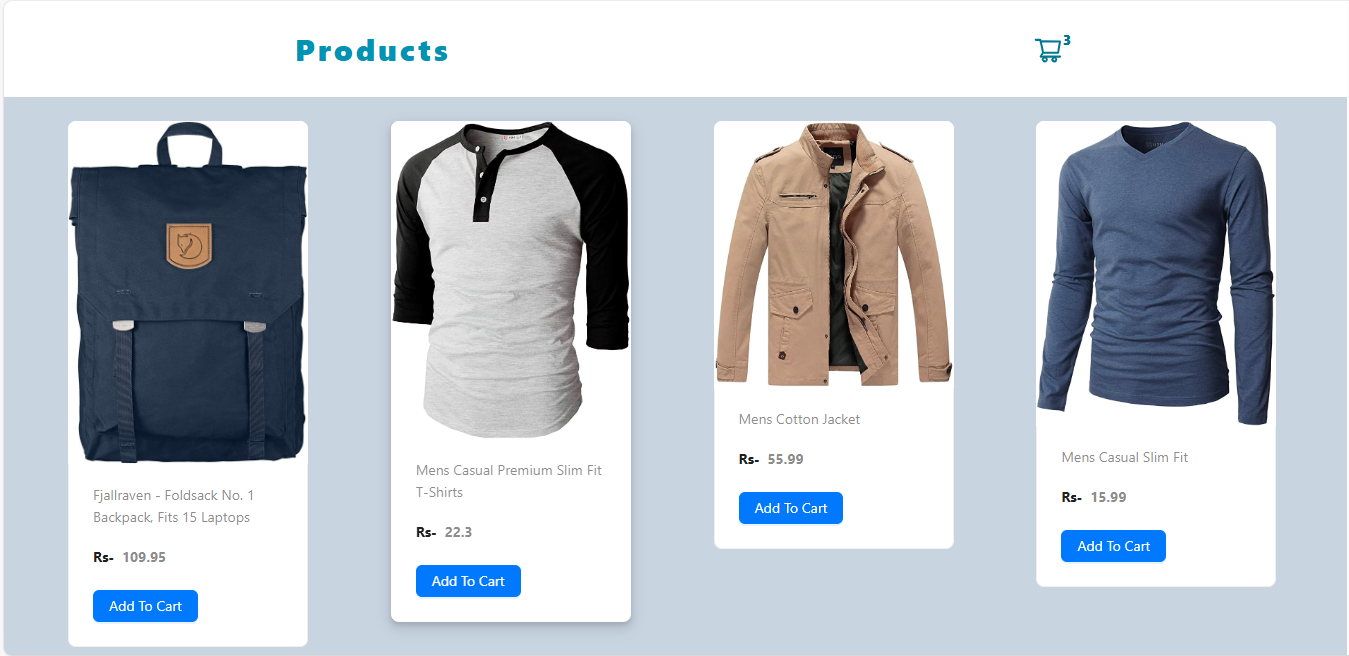 Products
3
Fjallraven - Foldsack No. 1
Backpack, Fits 15 Laptops
Rs- 109.95
Add To Cart
Mens Casual Premium Slim Fit
T-Shirts
Rs- 22.3
Add To Cart
Mens Cotton Jacket
Rs- 55.99
Add To Cart
Mens Casual Slim Fit
Rs- 15.99
Add To Cart